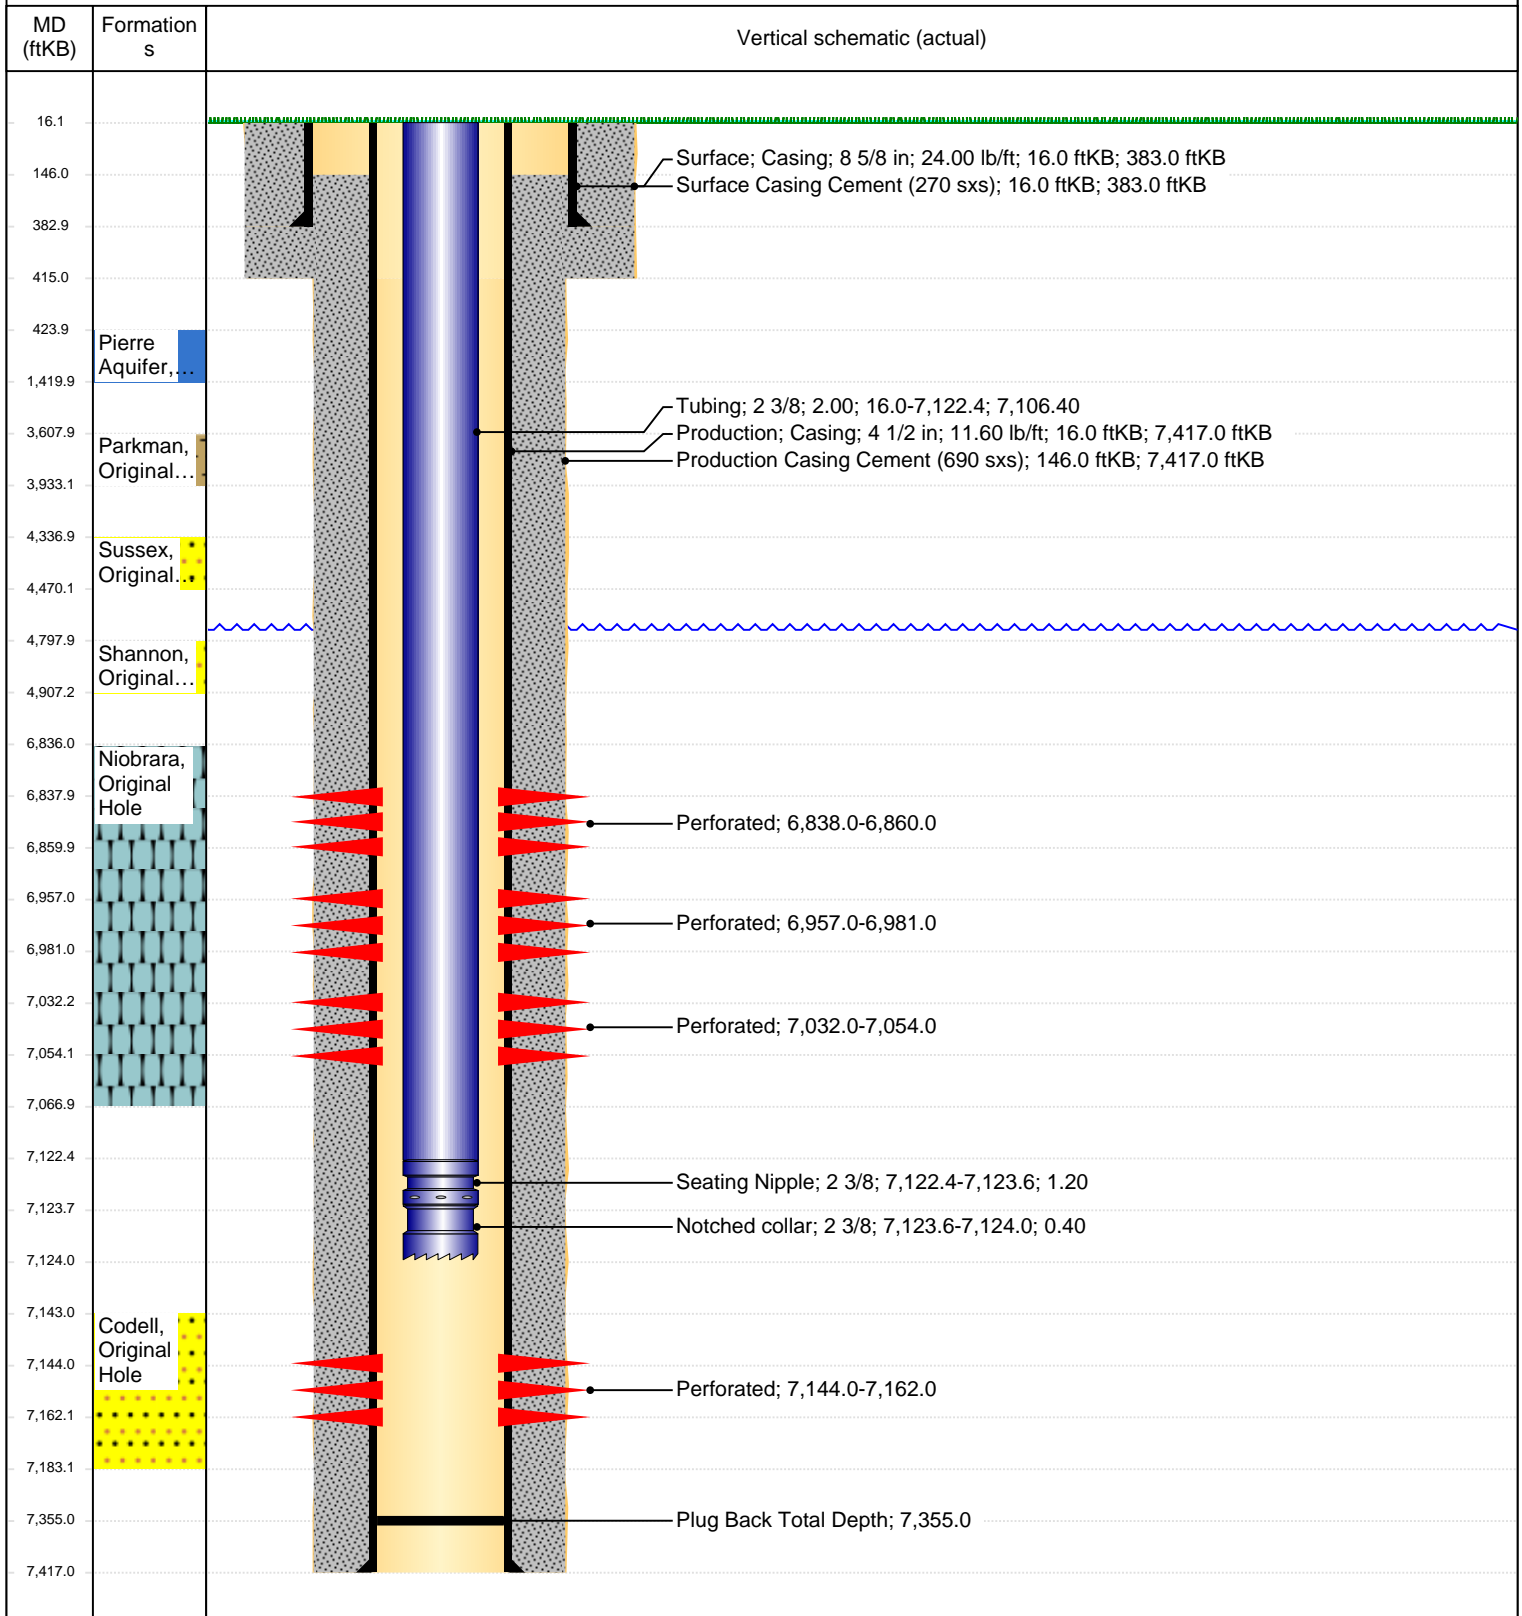 MD
(ftKB)
Formation
s
Vertical schematic (actual)
16.1
Surface; Casing; 8 5/8 in; 24.00 lb/ft; 16.0 ftKB; 383.0 ftKB
146.0
Surface Casing Cement (270 sxs); 16.0 ftKB; 383.0 ftKB
382.9
415.0
423.9
Pierre
Aquifer,...
1,419.9
Tubing; 2 3/8; 2.00; 16.0-7,122.4; 7,106.40
3,607.9
Production; Casing; 4 1/2 in; 11.60 lb/ft; 16.0 ftKB; 7,417.0 ftKB
Parkman,
Original...
Production Casing Cement (690 sxs); 146.0 ftKB; 7,417.0 ftKB
3,933.1
4,336.9
Sussex,
Original...
4,470.1
4,797.9
Shannon,
Original...
4,907.2
6,836.0
Niobrara,
Original
Hole
6,837.9
Perforated; 6,838.0-6,860.0
6,859.9
6,957.0
Perforated; 6,957.0-6,981.0
6,981.0
7,032.2
Perforated; 7,032.0-7,054.0
7,054.1
7,066.9
7,122.4
Seating Nipple; 2 3/8; 7,122.4-7,123.6; 1.20
7,123.7
Notched collar; 2 3/8; 7,123.6-7,124.0; 0.40
7,124.0
7,143.0
Codell,
Original
Hole
7,144.0
Perforated; 7,144.0-7,162.0
7,162.1
7,183.1
7,355.0
Plug Back Total Depth; 7,355.0
7,417.0